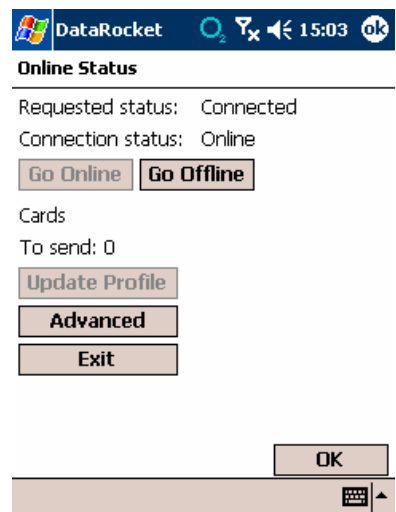 DataRocket O2 15:03 ok
Online Status
Requested status: Connected
Connection status: Online
Go Online Go Offline
Cards
To send: 0
Update Profile
Advanced
Exit
OK